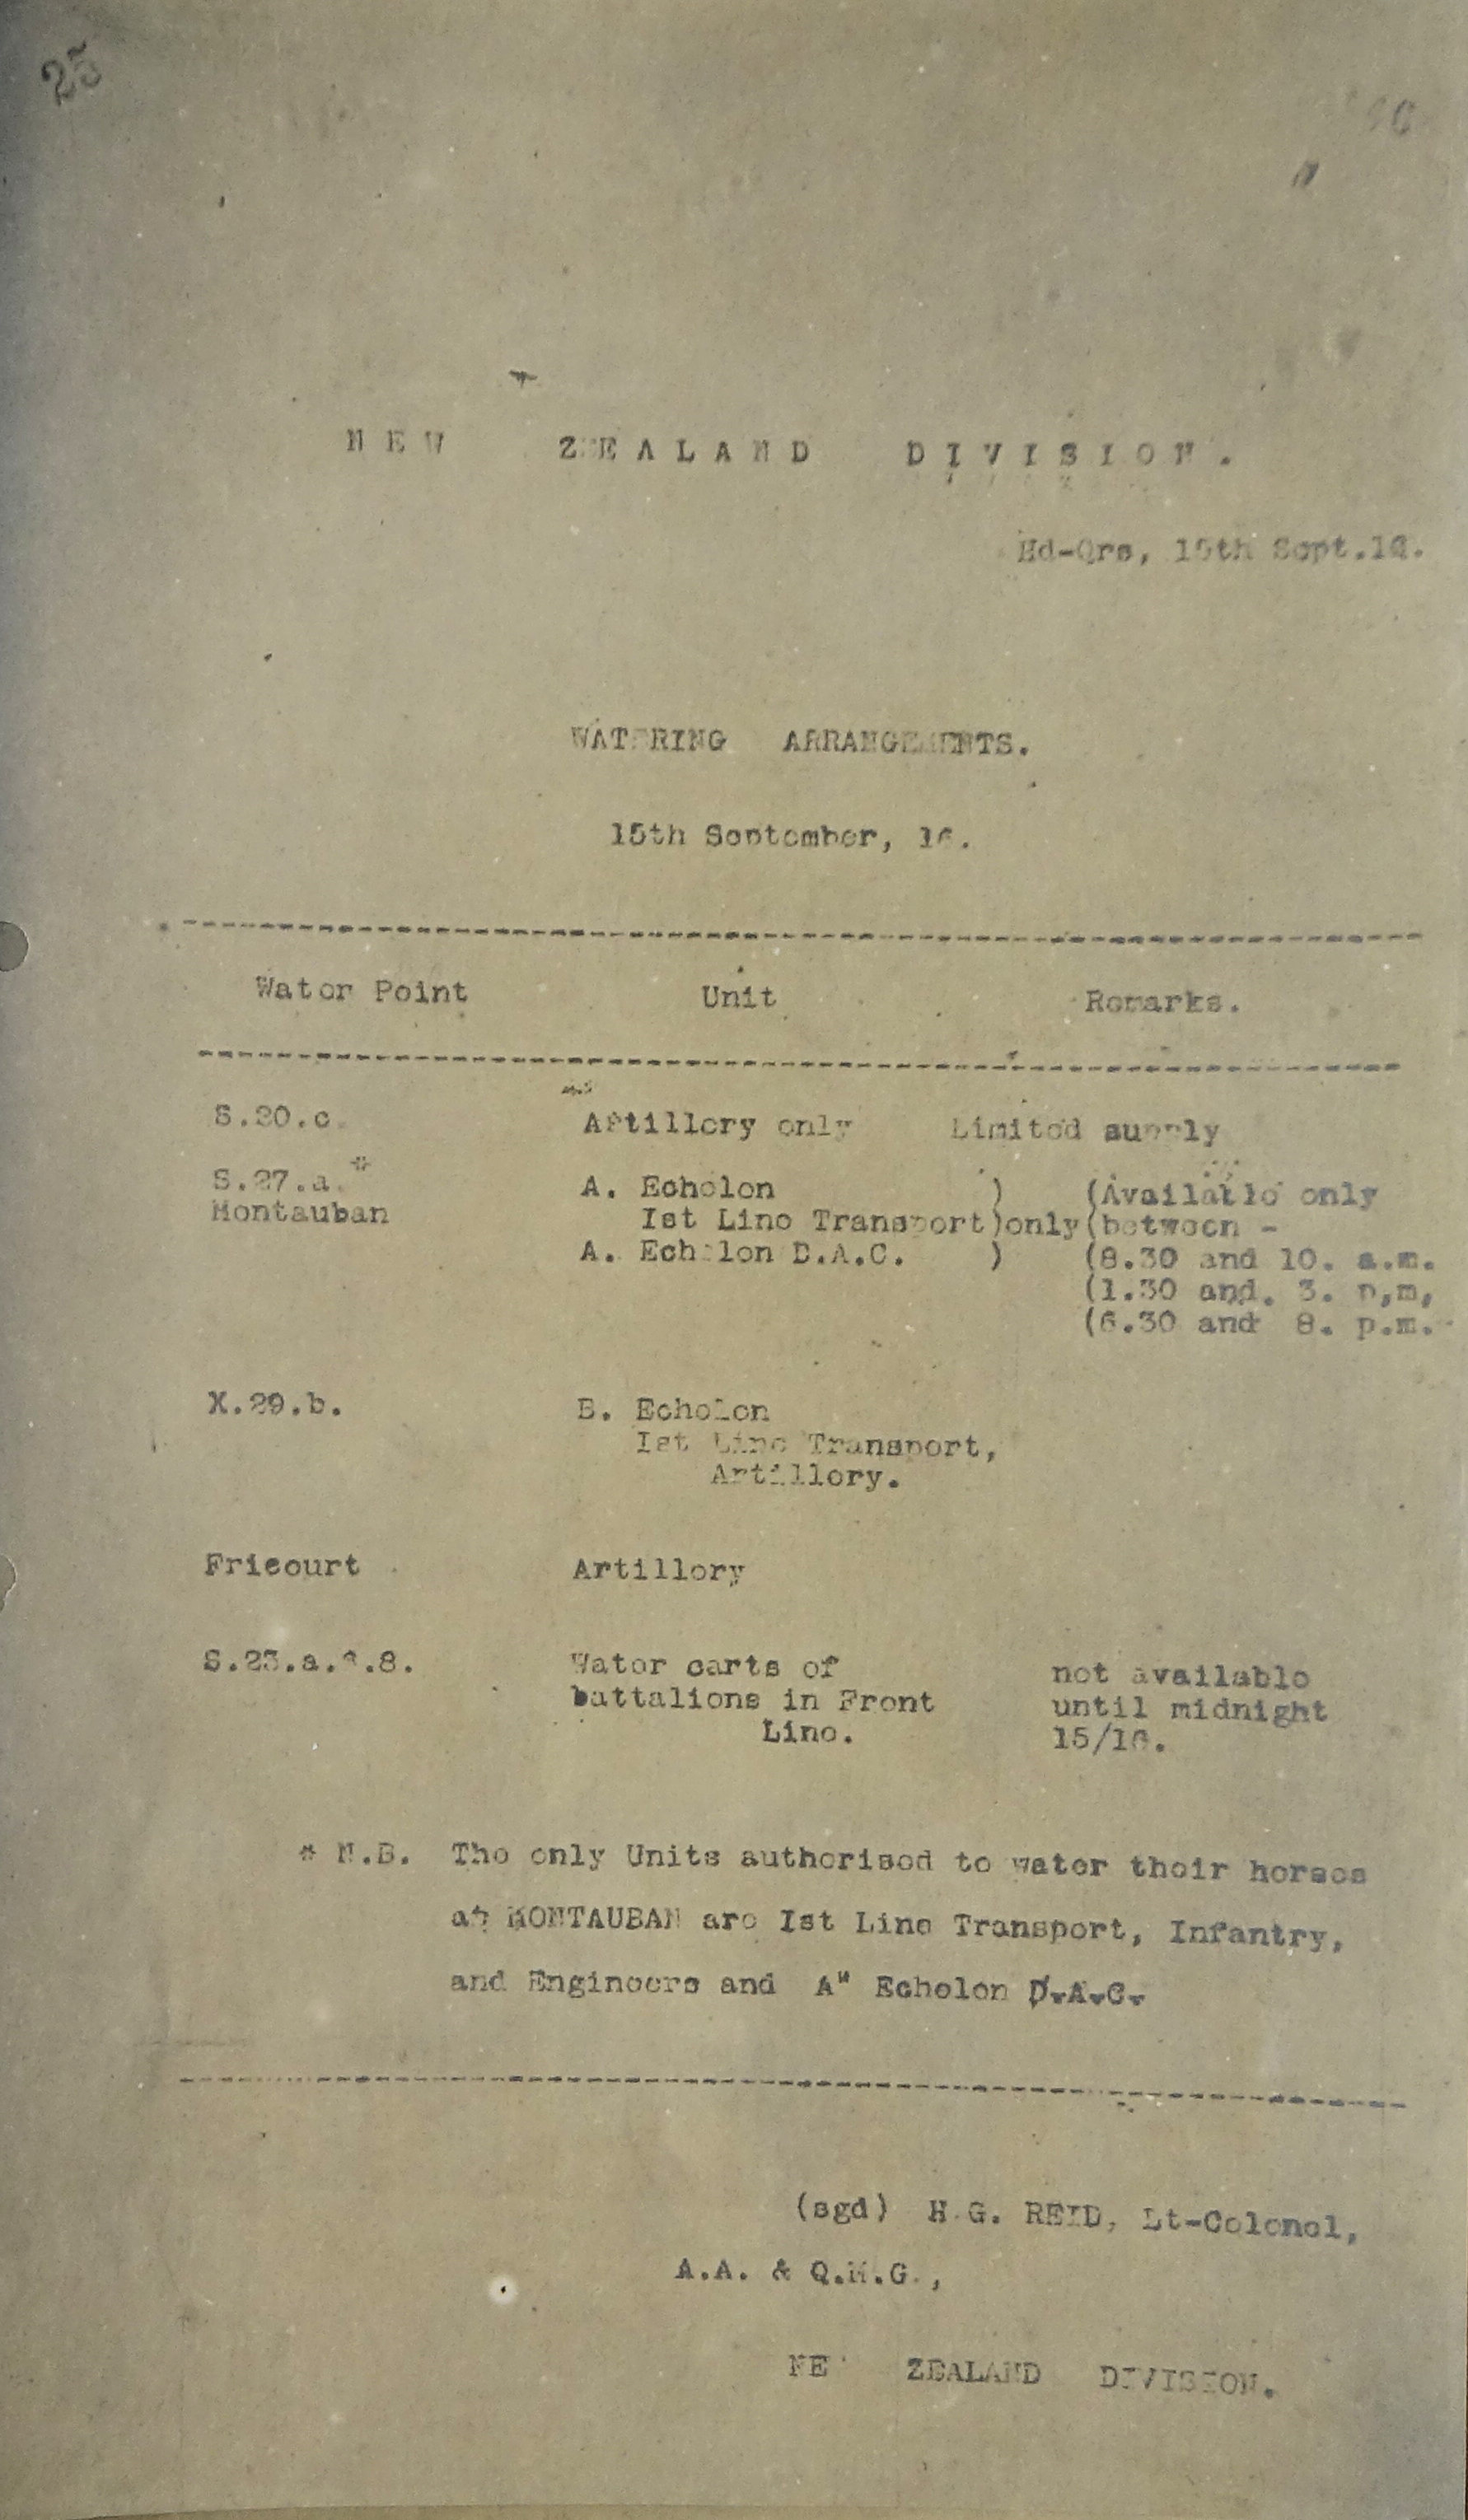 25
NEW ZEALAND DIVISION.
Hd-Qrs, 15th Sept.16.
WATERING ARRANGEMENTS.
15th September, 16.
Water Point Unit Remarks.
S.20.c. Artillery only Limited supply
S.27.a. * A. Echelon ) (Available only
Montauban Ist Line Transport)only(between -
A. Echelon D.A.C. ) (8.30 and 10. a.m.
(1.30 and. 3. p,m,
(6.30 and 8. p.m.
X.29.b. B. Echelon
Ist Line Transport,
Artillery.
Fricourt Artillery
Water carts of not available
battalions in Front until midnight
Line. 15/16.
* N.B. The only Units authorised to water their horses
at MONTAUBAN are Ist Line Transport, Infantry,
and Engineers and A" Echelon D.A.C.
(sgd) H.G. REID, Lt-Colonel,
A.A. & Q.M.G.,
NEW ZEALAND DIVISION.